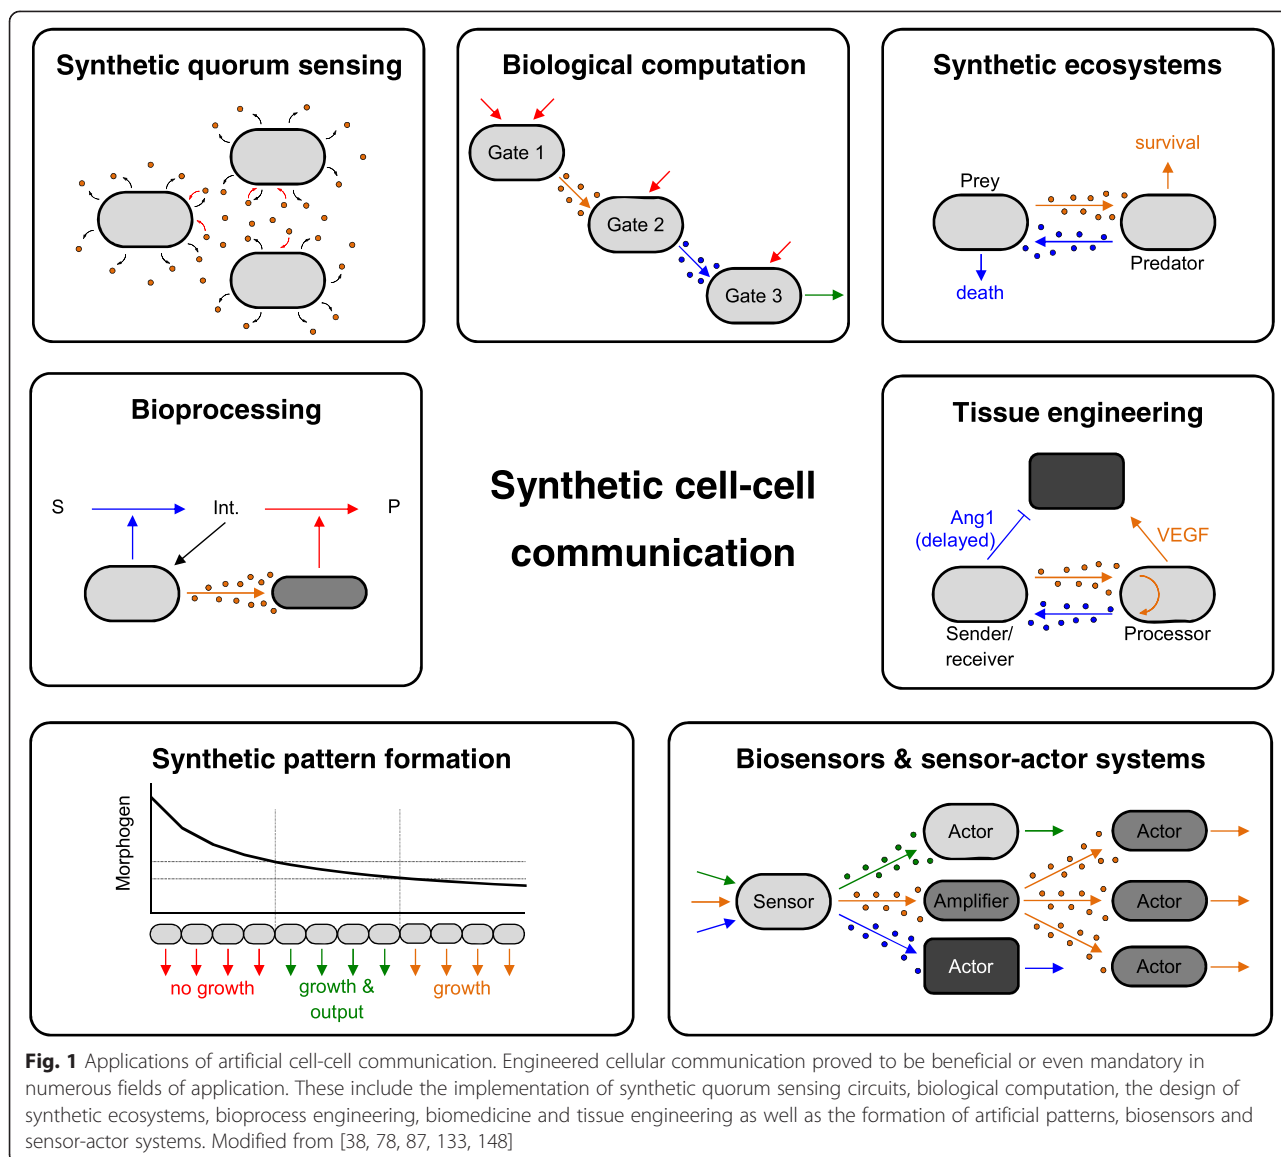 Synthetic quorum sensing
Biological computation
Gate 1
Gate 2
Gate 3
Synthetic ecosystems
survival
Prey
Predator
death
Bioprocessing
S
Int.
P
Synthetic cell-cell
communication
Tissue engineering
Ang1
(delayed)
VEGF
Sender/
receiver
Processor
Synthetic pattern formation
Morphogen
no growth
growth &
output
growth
Biosensors & sensor-actor systems
Sensor
Actor
Amplifier
Actor
Actor
Actor
Actor
Fig. 1 Applications of artificial cell-cell communication. Engineered cellular communication proved to be beneficial or even mandatory in
numerous fields of application. These include the implementation of synthetic quorum sensing circuits, biological computation, the design of
synthetic ecosystems, bioprocess engineering, biomedicine and tissue engineering as well as the formation of artificial patterns, biosensors and
sensor-actor systems. Modified from [38, 78, 87, 133, 148]